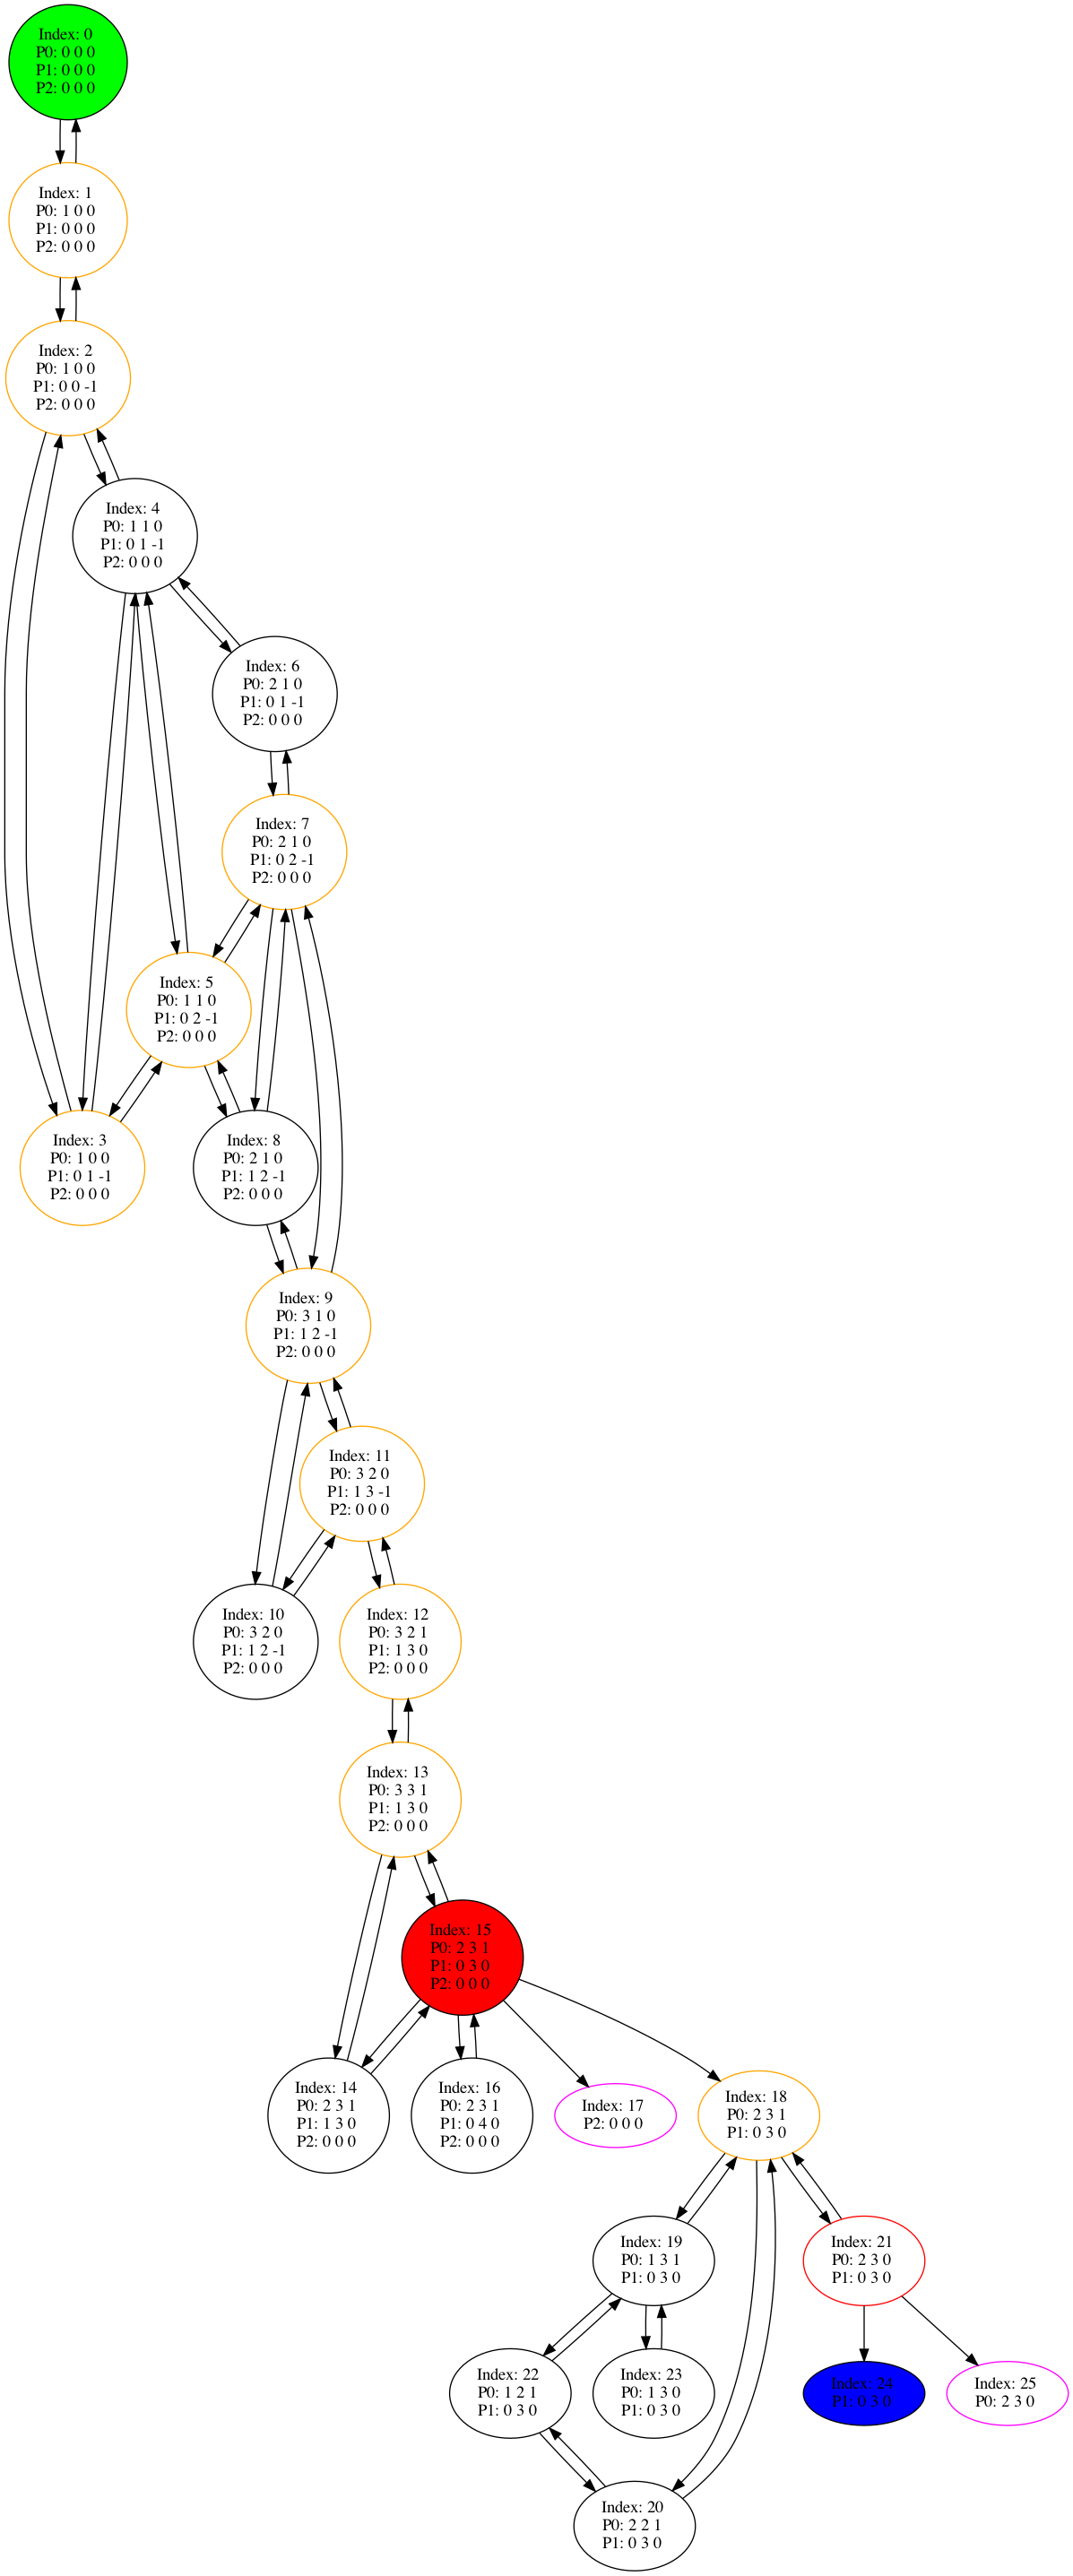 Index: 0
P0: 0 0 0
P1: 0 0 0
P2: 0 0 0
Index: 1
P0: 1 0 0
P1: 0 0 0
P2: 0 0 0
Index: 2
P0: 1 0 0
P1: 0 0 -1
P2: 0 0 0
Index: 4
P0: 1 1 0
P1: 0 1 -1
P2: 0 0 0
Index: 6
P0: 2 1 0
P1: 0 1 -1
P2: 0 0 0
Index: 7
P0: 2 1 0
P1: 0 2 -1
P2: 0 0 0
Index: 5
P0: 1 1 0
P1: 0 2 -1
P2: 0 0 0
Index: 3
P0: 1 0 0
P1: 0 1 -1
P2: 0 0 0
Index: 8
P0: 2 1 0
P1: 1 2 -1
P2: 0 0 0
Index: 9
P0: 3 1 0
P1: 1 2 -1
P2: 0 0 0
Index: 11
P0: 3 2 0
P1: 1 3 -1
P2: 0 0 0
Index: 10
P0: 3 2 0
P1: 1 2 -1
P2: 0 0 0
Index: 12
P0: 3 2 1
P1: 1 3 0
P2: 0 0 0
Index: 13
P0: 3 3 1
P1: 1 3 0
P2: 0 0 0
Index: 15
P0: 2 3 1
P1: 0 3 0
P2: 0 0 0
Index: 14
P0: 2 3 1
P1: 1 3 0
P2: 0 0 0
Index: 16
P0: 2 3 1
P1: 0 4 0
P2: 0 0 0
Index: 17
P2: 0 0 0
Index: 18
P0: 2 3 1
P1: 0 3 0
Index: 19
P0: 1 3 1
P1: 0 3 0
Index: 21
P0: 2 3 0
P1: 0 3 0
Index: 22
P0: 1 2 1
P1: 0 3 0
Index: 23
P0: 1 3 0
P1: 0 3 0
Index: 24
P1: 0 3 0
Index: 25
P0: 2 3 0
Index: 20
P0: 2 2 1
P1: 0 3 0